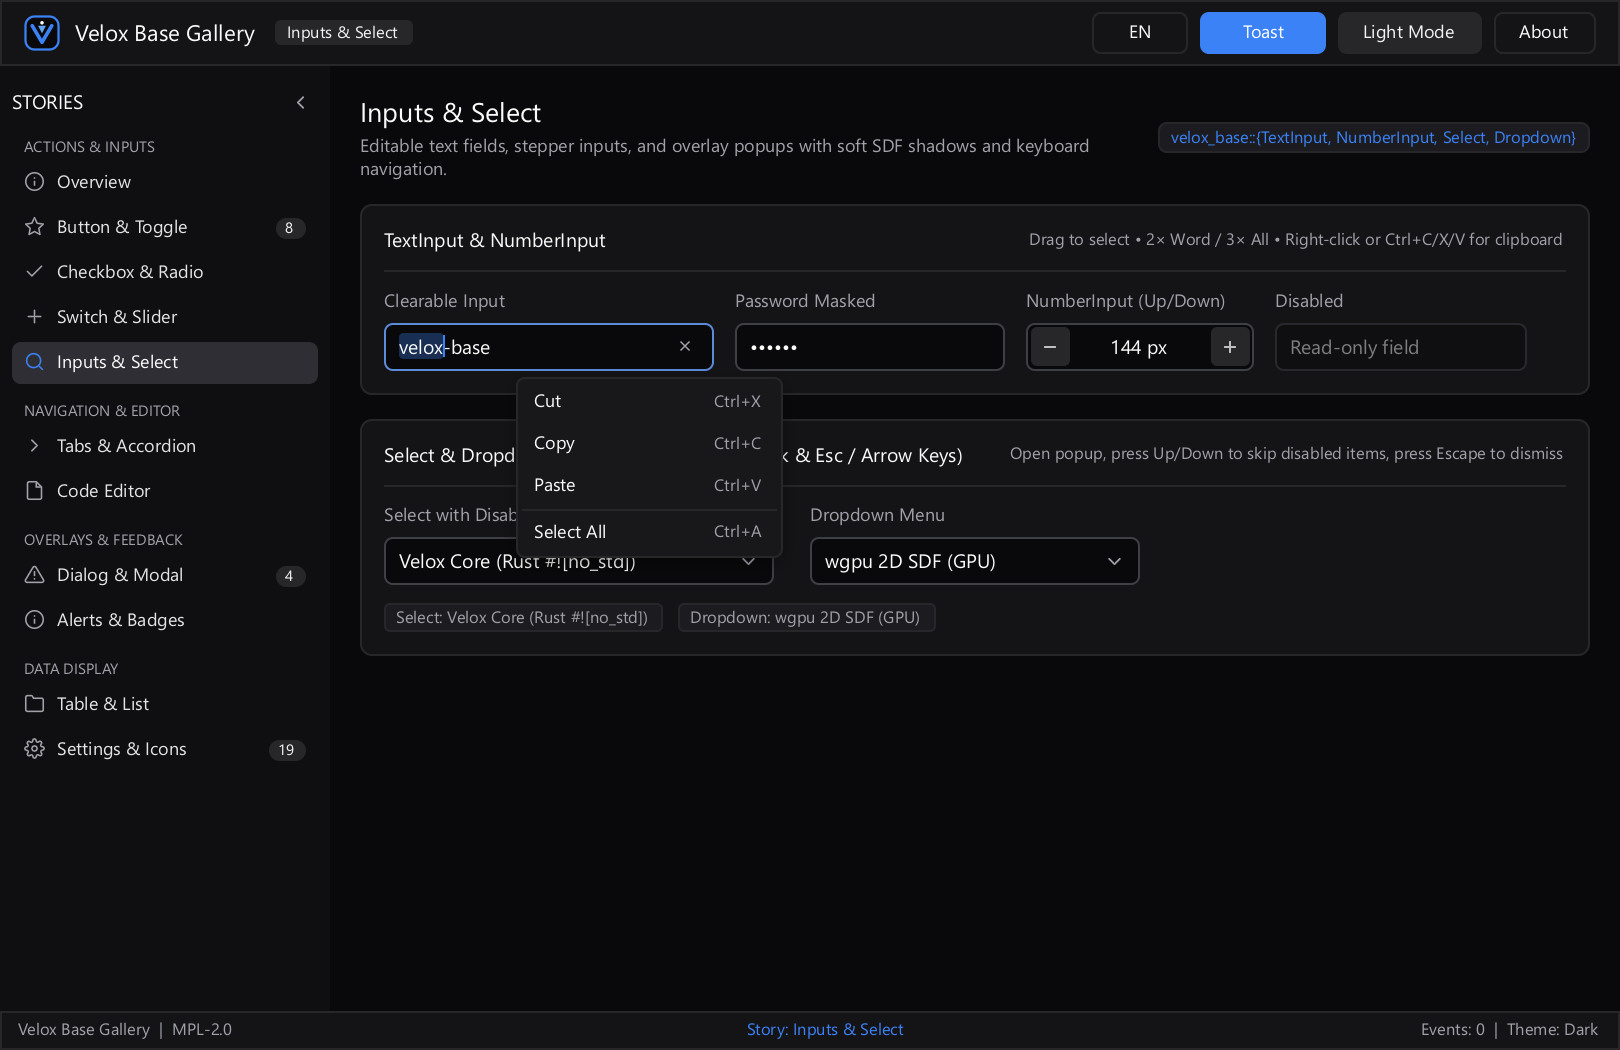 Velox Base Gallery
Inputs & Select
EN
Toast
Light Mode
About
STORIES
ACTIONS & INPUTS
Overview
Button & Toggle
8
Checkbox & Radio
Switch & Slider
Inputs & Select
NAVIGATION & EDITOR
Tabs & Accordion
Code Editor
OVERLAYS & FEEDBACK
Dialog & Modal
4
Alerts & Badges
DATA DISPLAY
Table & List
Settings & Icons
19
Inputs & Select
Editable text fields, stepper inputs, and overlay popups with soft SDF shadows and keyboard
navigation.
velox_base::{TextInput, NumberInput, Select, Dropdown}
TextInput & NumberInput
Drag to select • 2× Word / 3× All • Right-click or Ctrl+C/X/V for clipboard
Clearable Input
Password Masked
NumberInput (Up/Down)
Disabled
velox-base
••••••
144 px
Read-only field
Cut Ctrl+X
Copy Ctrl+C
Paste Ctrl+V
Select All Ctrl+A
Select & Dropd
& Esc / Arrow Keys)
Open popup, press Up/Down to skip disabled items, press Escape to dismiss
Select with Disab
Dropdown Menu
Velox Core (Rust #![no_std])
wgpu 2D SDF (GPU)
Select: Velox Core (Rust #![no_std])
Dropdown: wgpu 2D SDF (GPU)
Velox Base Gallery | MPL-2.0
Story: Inputs & Select
Events: 0 | Theme: Dark